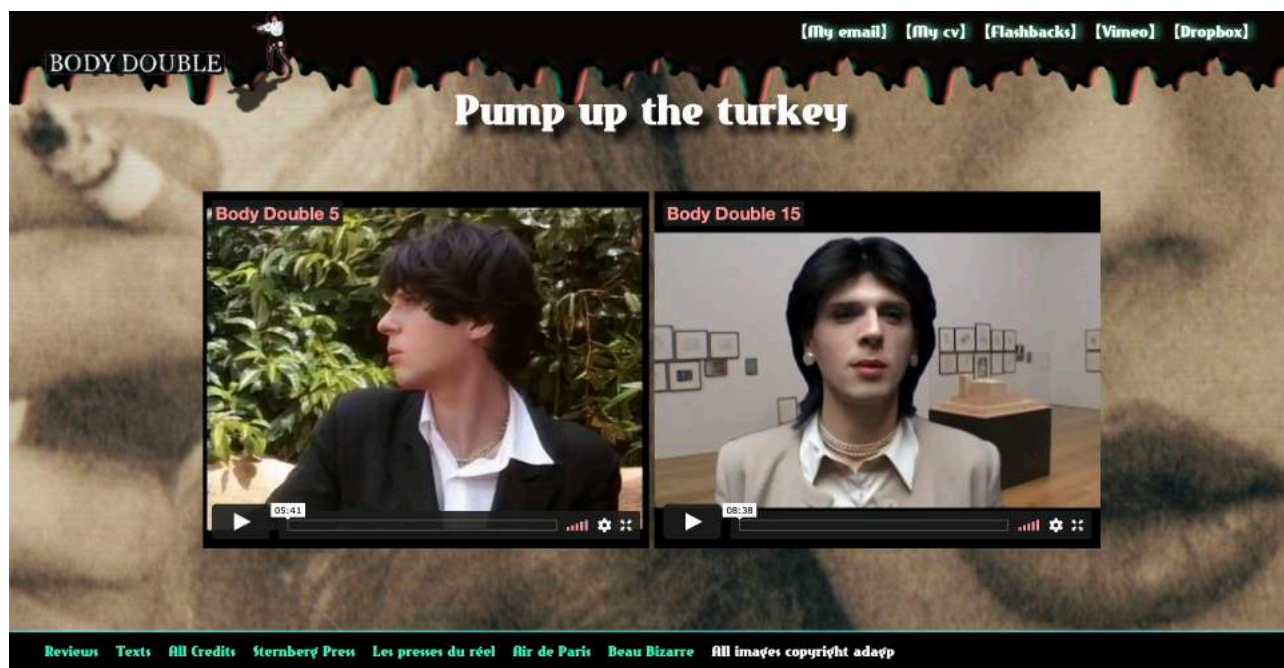 [My email] [My cv] [Flashbacks] [Vimeo] [Dropbox]
BODY DOUBLE
Pump up the turkey
Body Double 5
Body Double 15
05:41
08:38
Reviews Texts All Credits Sternberg Press Les presses du réel Air de Paris Beau Bizarre All images copyright adagp